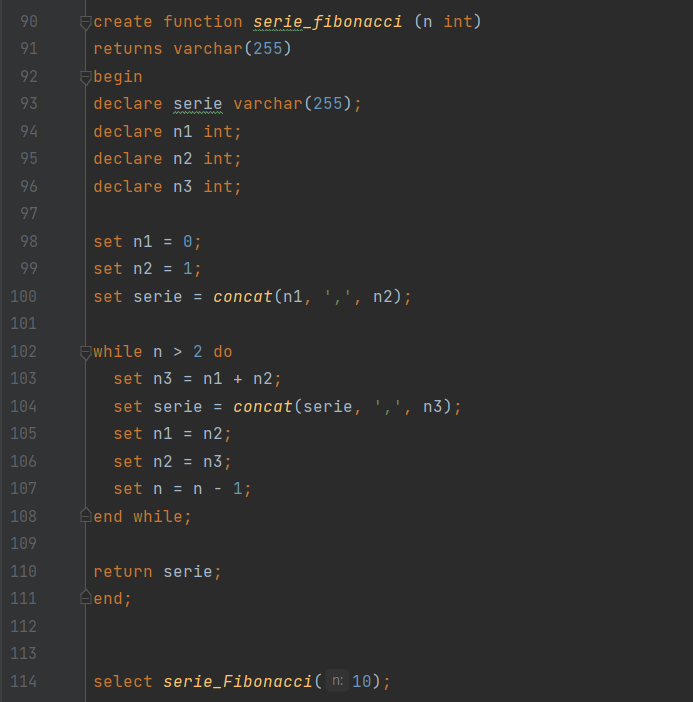 90 create function serie_fibonacci (n int)
91 returns varchar(255)
92 begin
93 declare serie varchar(255);
94 declare n1 int;
95 declare n2 int;
96 declare n3 int;
97
98 set n1 = 0;
99 set n2 = 1;
100 set serie = concat(n1, ',', n2);
101
102 while n > 2 do
103 set n3 = n1 + n2;
104 set serie = concat(serie, ',', n3);
105 set n1 = n2;
106 set n2 = n3;
107 set n = n - 1;
108 end while;
109
110 return serie;
111 end;
112
113
114 select serie_Fibonacci( n: 10);